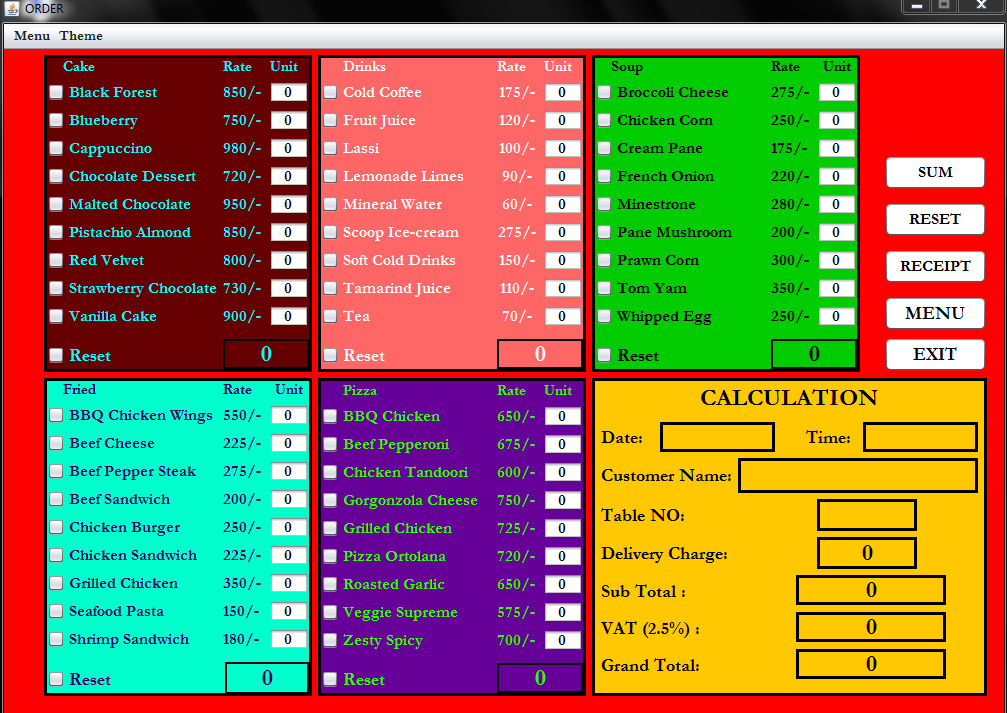 ORDER
Menu Theme
Cake Rate Unit
Black Forest 850/- 0
Blueberry 750/- 0
Cappuccino 980/- 0
Chocolate Dessert 720/- 0
Malted Chocolate 950/- 0
Pistachio Almond 850/- 0
Red Velvet 800/- 0
Strawberry Chocolate 730/- 0
Vanilla Cake 900/- 0
Reset 0
Drinks Rate Unit
Cold Coffee 175/- 0
Fruit Juice 120/- 0
Lassi 100/- 0
Lemonade Limes 90/- 0
Mineral Water 60/- 0
Scoop Ice-cream 275/- 0
Soft Cold Drinks 150/- 0
Tamarind Juice 110/- 0
Tea 70/- 0
Reset 0
Soup Rate Unit
Broccoli Cheese 275/- 0
Chicken Corn 250/- 0
Cream Pane 175/- 0
French Onion 220/- 0
Minestrone 280/- 0
Pane Mushroom 200/- 0
Prawn Corn 300/- 0
Tom Yam 350/- 0
Whipped Egg 250/- 0
Reset 0
SUM
RESET
RECEIPT
MENU
EXIT
Fried Rate Unit
BBQ Chicken Wings 550/- 0
Beef Cheese 225/- 0
Beef Pepper Steak 275/- 0
Beef Sandwich 200/- 0
Chicken Burger 250/- 0
Chicken Sandwich 225/- 0
Grilled Chicken 350/- 0
Seafood Pasta 150/- 0
Shrimp Sandwich 180/- 0
Reset 0
Pizza Rate Unit
BBQ Chicken 650/- 0
Beef Pepperoni 675/- 0
Chicken Tandoori 600/- 0
Gorgonzola Cheese 750/- 0
Grilled Chicken 725/- 0
Pizza Ortolana 720/- 0
Roasted Garlic 650/- 0
Veggie Supreme 575/- 0
Zesty Spicy 700/- 0
Reset 0
CALCULATION
Date: Time:
Customer Name:
Table NO:
Delivery Charge: 0
Sub Total : 0
VAT (2.5%) : 0
Grand Total: 0